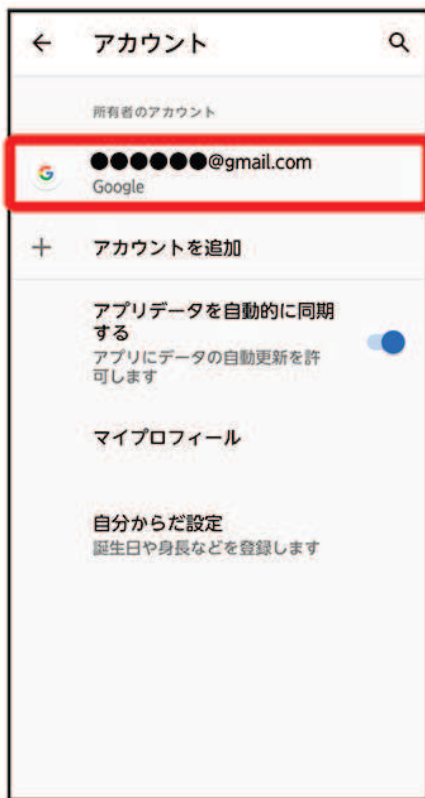 アカウント
所有者のアカウント
●●●●●●@gmail.com
Google
アカウントを追加
アプリデータを自動的に同期
する
アプリにデータの自動更新を許
可します
マイプロフィール
自分からだ設定
誕生日や身長などを登録します